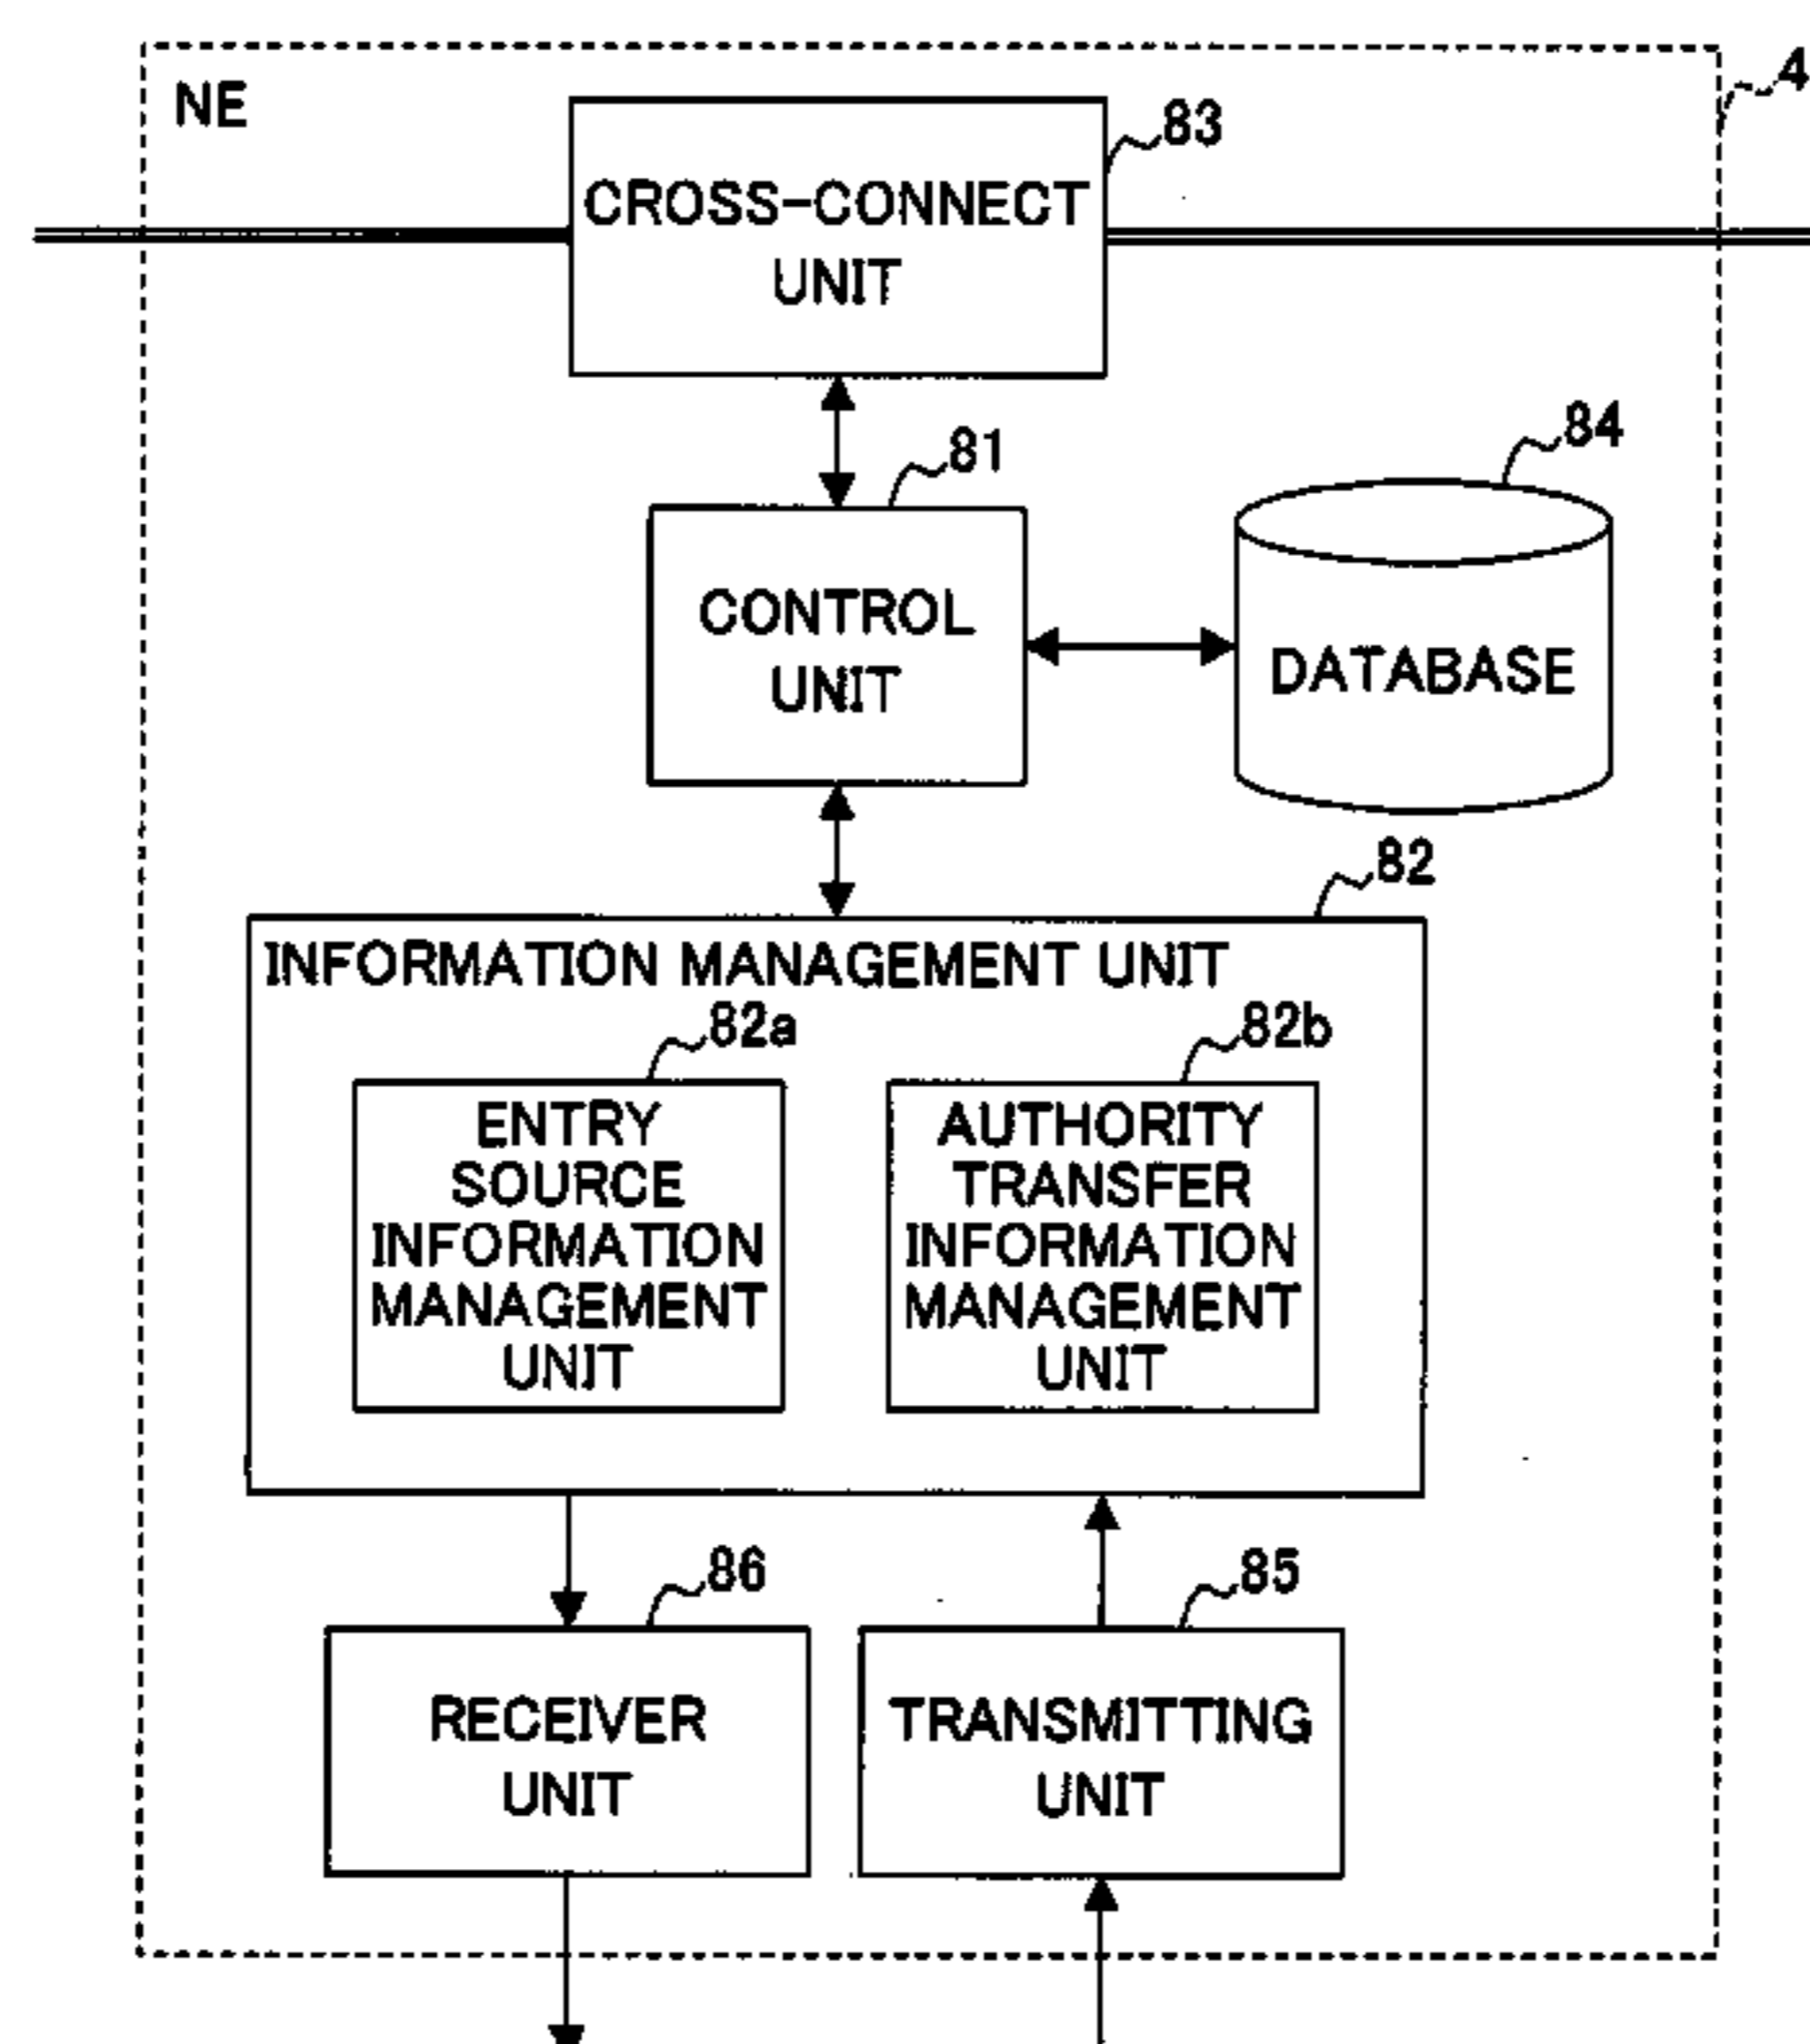 NE
4
83
CROSS-CONNECT
UNIT
81
84
CONTROL
UNIT
DATABASE
82
INFORMATION MANAGEMENT UNIT
82a
82b
ENTRY
SOURCE
INFORMATION
MANAGEMENT
UNIT
AUTHORITY
TRANSFER
INFORMATION
MANAGEMENT
UNIT
86
85
RECEIVER
UNIT
TRANSMITTING
UNIT